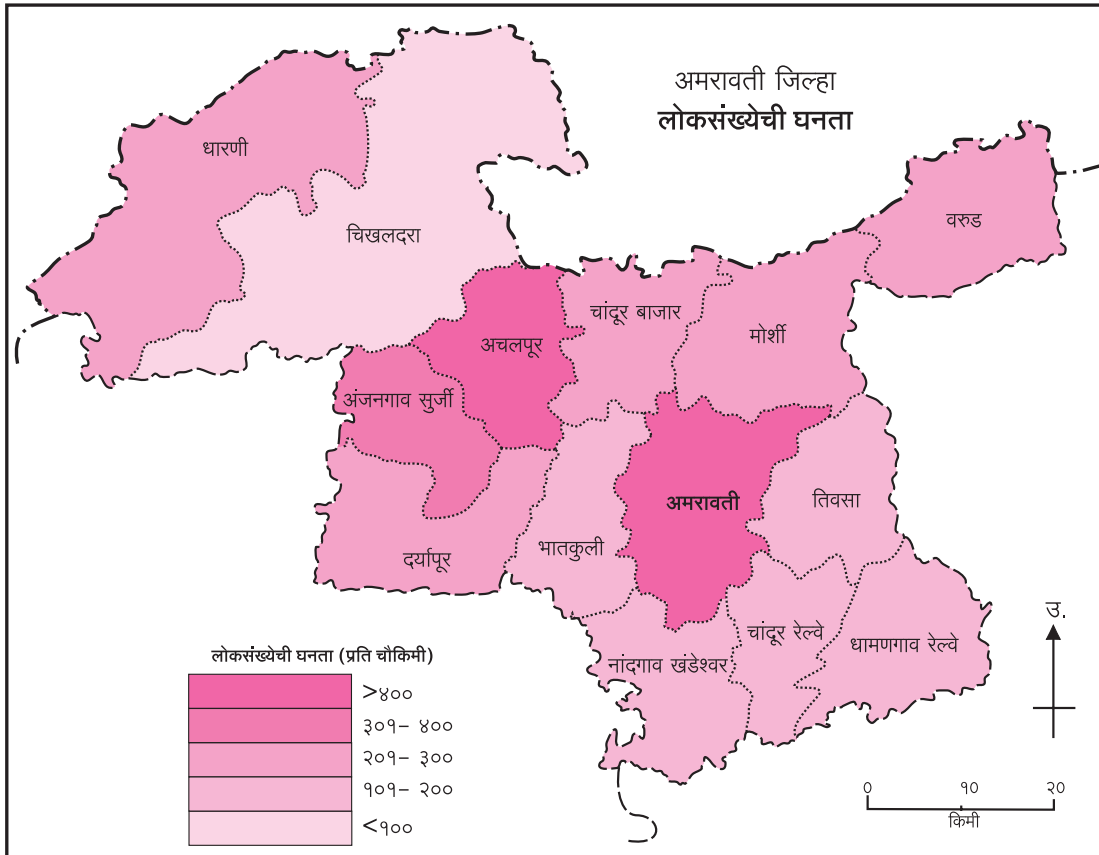 अमरावती जिल्हा
लोकसंख्येची घनता
धारणी
वरुड
चिखलदरा
चांदूर बाजार
मोर्शी
अचलपूर
अंजनगाव सुर्जी
अमरावती
तिवसा
भातकुली
दर्यापूर
उ.
चांदूर रेल्वे
धामणगाव रेल्वे
नांदगाव खंडेश्वर
लोकसंख्येची घनता (प्रति चौकिमी)
>४००
३०१– ४००
२०१– ३००
१०१– २००
<१००
० १० २०
किमी